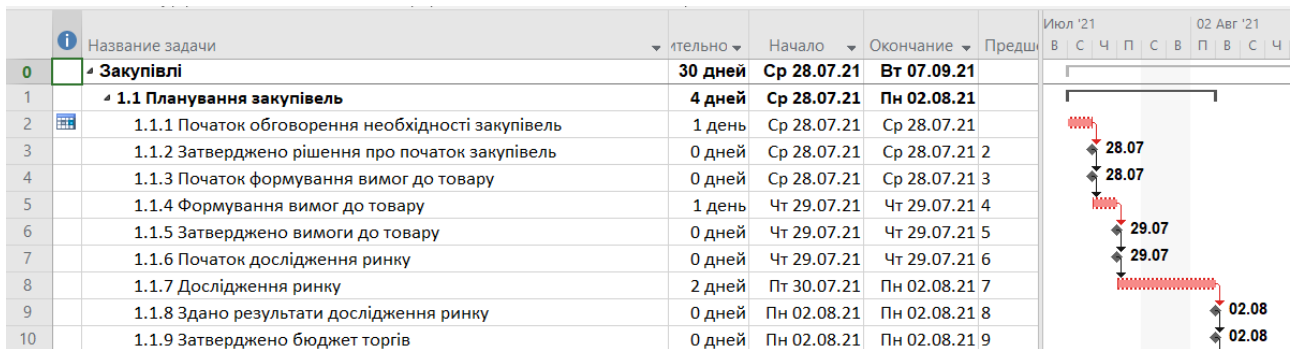 Июл '21 02 Авг '21
Название задачи ительно Начало Окончание Предш В С Ч П С В П В С Ч
0 Закупівлі 30 дней Ср 28.07.21 Вт 07.09.21
1 1.1 Планування закупівель 4 дней Ср 28.07.21 Пн 02.08.21
2 1.1.1 Початок обговорення необхідності закупівель 1 день Ср 28.07.21 Ср 28.07.21
3 1.1.2 Затверджено рішення про початок закупівель 0 дней Ср 28.07.21 Ср 28.07.21 2 28.07
4 1.1.3 Початок формування вимог до товару 0 дней Ср 28.07.21 Ср 28.07.21 3 28.07
5 1.1.4 Формування вимог до товару 1 день Чт 29.07.21 Чт 29.07.21 4
6 1.1.5 Затверджено вимоги до товару 0 дней Чт 29.07.21 Чт 29.07.21 5 29.07
7 1.1.6 Початок дослідження ринку 0 дней Чт 29.07.21 Чт 29.07.21 6 29.07
8 1.1.7 Дослідження ринку 2 дней Пт 30.07.21 Пн 02.08.21 7
9 1.1.8 Здано результати дослідження ринку 0 дней Пн 02.08.21 Пн 02.08.21 8 02.08
10 1.1.9 Затверджено бюджет торгів 0 дней Пн 02.08.21 Пн 02.08.21 9 02.08